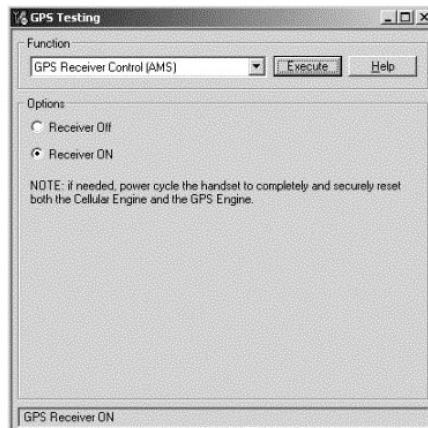 GPS Testing
Function
GPS Receiver Control (AMS)
Execute
Help
Options
Receiver Off
Receiver ON
NOTE: if needed, power cycle the handset to completely and securely reset
both the Cellular Engine and the GPS Engine.
GPS Receiver ON